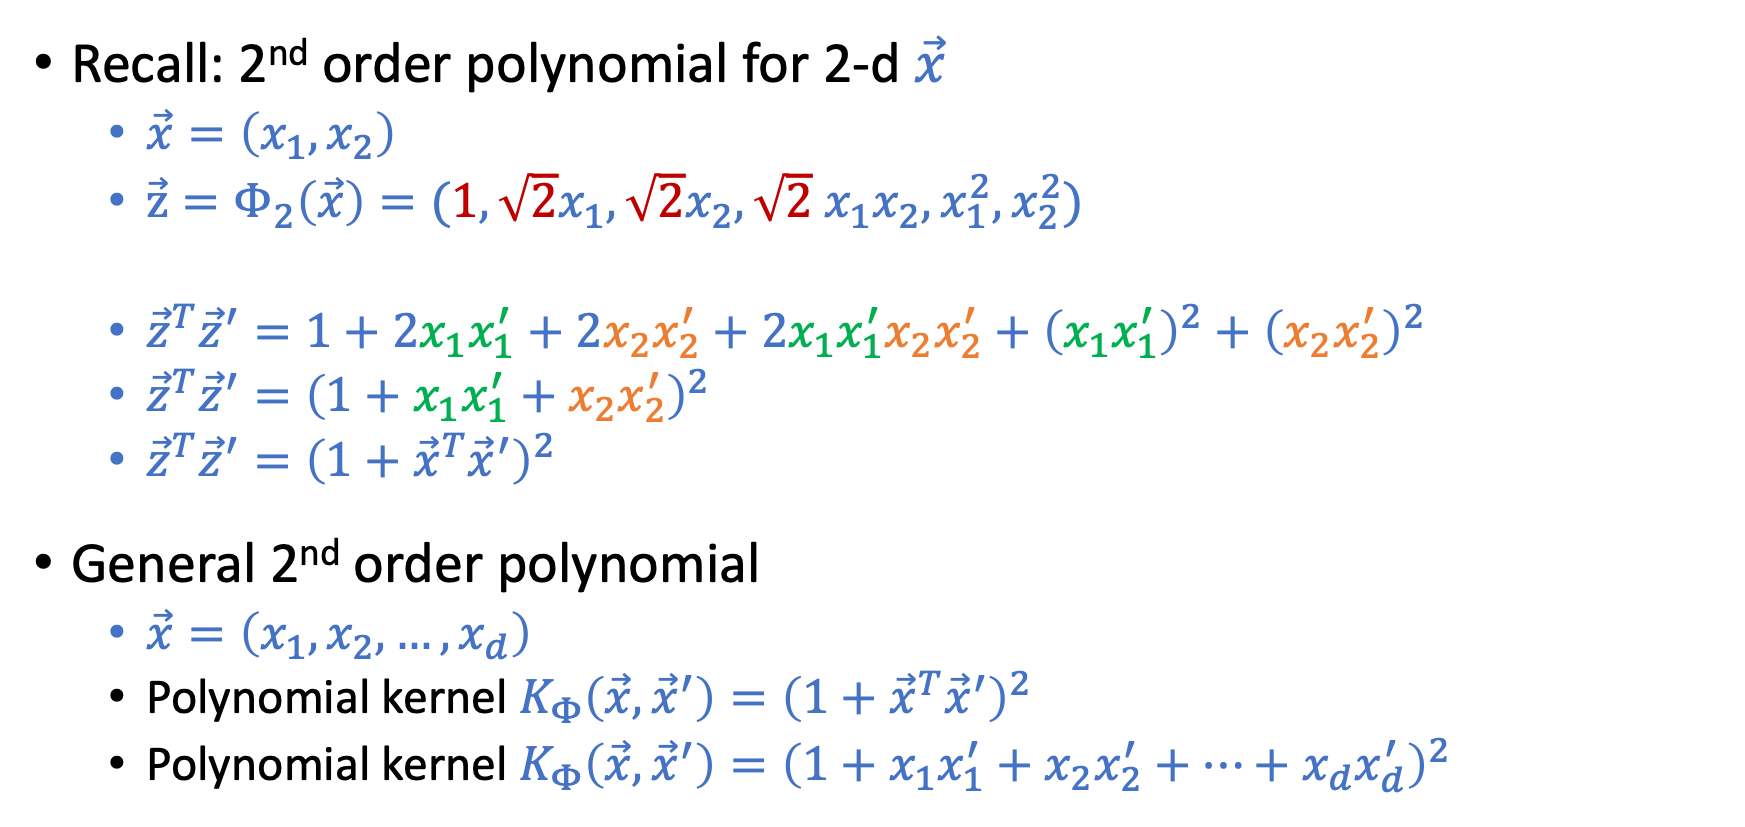 • Recall: 2ⁿᵈ order polynomial for 2-d x⃗
• x⃗ = (x₁, x₂)
• z⃗ = Φ₂(x⃗) = (1, √2x₁, √2x₂, √2 x₁x₂, x₁², x₂²)
• z⃗ᵀz⃗′ = 1 + 2x₁x₁′ + 2x₂x₂′ + 2x₁x₁′x₂x₂′ + (x₁x₁′)² + (x₂x₂′)²
• z⃗ᵀz⃗′ = (1 + x₁x₁′ + x₂x₂′)²
• z⃗ᵀz⃗′ = (1 + x⃗ᵀx⃗′)²
• General 2ⁿᵈ order polynomial
• x⃗ = (x₁, x₂, … , x_d)
• Polynomial kernel K_Φ(x⃗, x⃗′) = (1 + x⃗ᵀx⃗′)²
• Polynomial kernel K_Φ(x⃗, x⃗′) = (1 + x₁x₁′ + x₂x₂′ + ⋯ + x_d x_d′)²